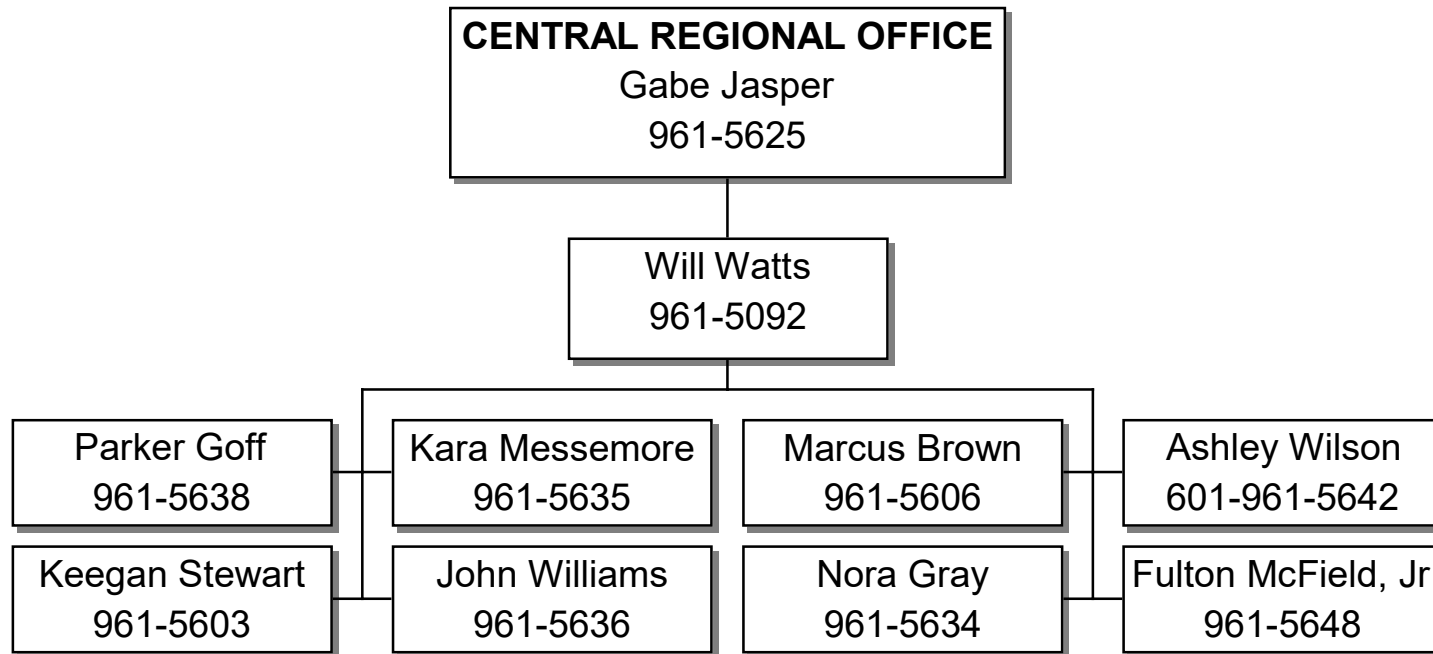 CENTRAL REGIONAL OFFICE
Gabe Jasper
961-5625
Will Watts
961-5092
Parker Goff
961-5638
Kara Messemore
961-5635
Marcus Brown
961-5606
Ashley Wilson
601-961-5642
Keegan Stewart
961-5603
John Williams
961-5636
Nora Gray
961-5634
Fulton McField, Jr
961-5648